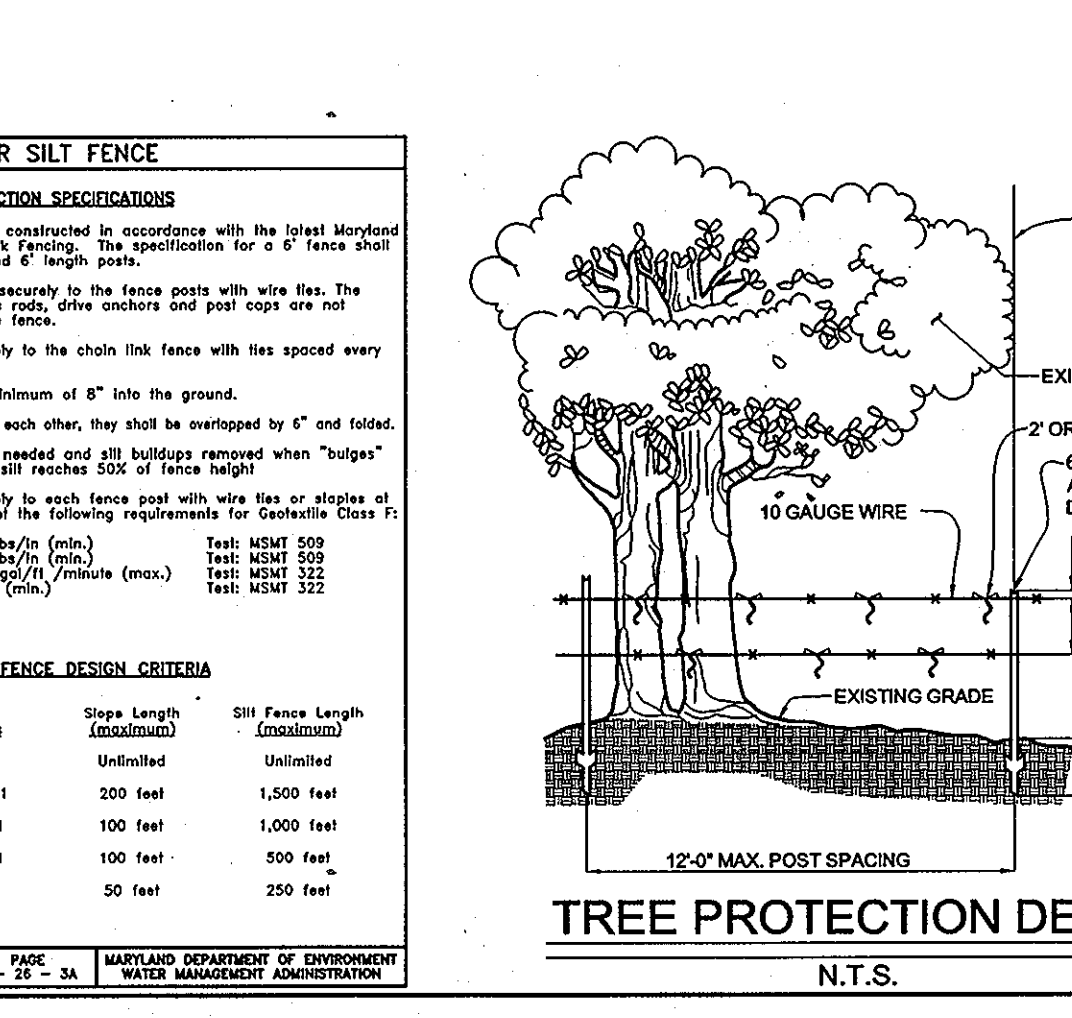 R SILT FENCE
CTION SPECIFICATIONS
constructed in accordance with the latest Maryland
k Fencing. The specification for a 6' fence shall
d 6' length posts.
securely to the fence posts with wire ties. The
rods, drive anchors and post caps are not
fence.
ly to the chain link fence with ties spaced every
inimum of 8" into the ground.
each other, they shall be overlapped by 6" and folded.
needed and silt buildups removed when "bulges"
silt reaches 50% of fence height
ly to each fence post with wire ties or staples at
et the following requirements for Geotextile Class F:
bs/in (min.) Test: MSMT 509
bs/in (min.) Test: MSMT 509
gal/ft /minute (max.) Test: MSMT 322
(min.) Test: MSMT 322
FENCE DESIGN CRITERIA
Slope Length Silt Fence Length
(maximum) (maximum)
Unlimited Unlimited
1 200 feet 1,500 feet
100 feet 1,000 feet
100 feet 500 feet
50 feet 250 feet
PAGE
- 26 - 3A
MARYLAND DEPARTMENT OF ENVIRONMENT
WATER MANAGEMENT ADMINISTRATION
EXI
2' OR
6
10 GAUGE WIRE
EXISTING GRADE
12'-0" MAX. POST SPACING
TREE PROTECTION DE
N.T.S.